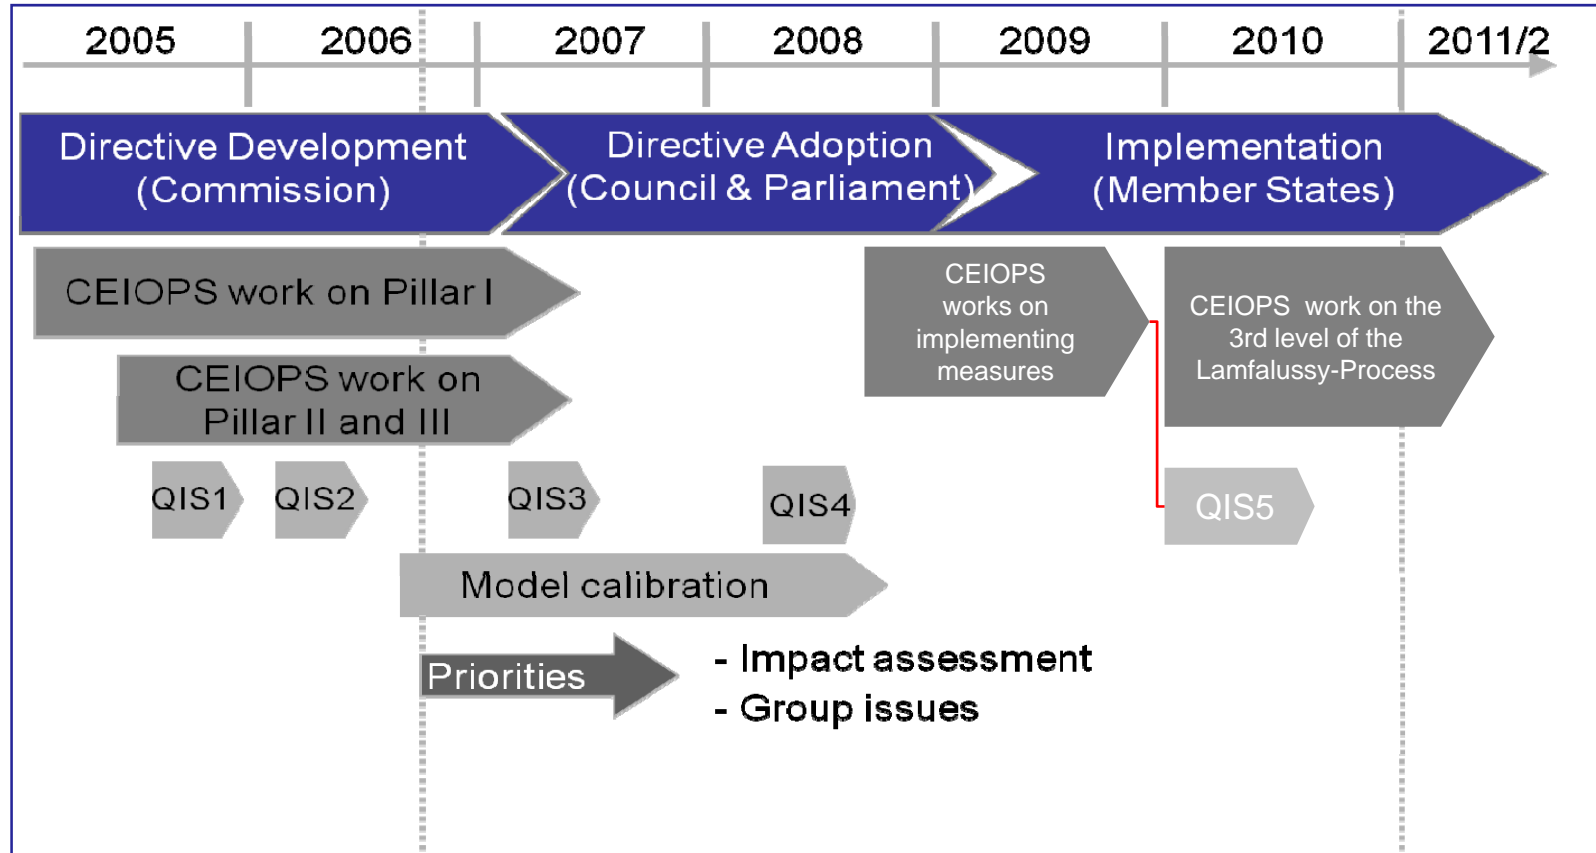 2005 2006 2007 2008 2009 2010 2011/2
Directive Development
(Commission)
Directive Adoption
(Council & Parliament)
Implementation
(Member States)
CEIOPS work on Pillar I
CEIOPS
works on
implementing
measures
CEIOPS  work on the
3rd level of the
Lamfalussy-Process
CEIOPS work on
Pillar II and III
QIS1
QIS2
QIS3
QIS4
QIS5
Model calibration
Priorities
- Impact assessment
- Group issues